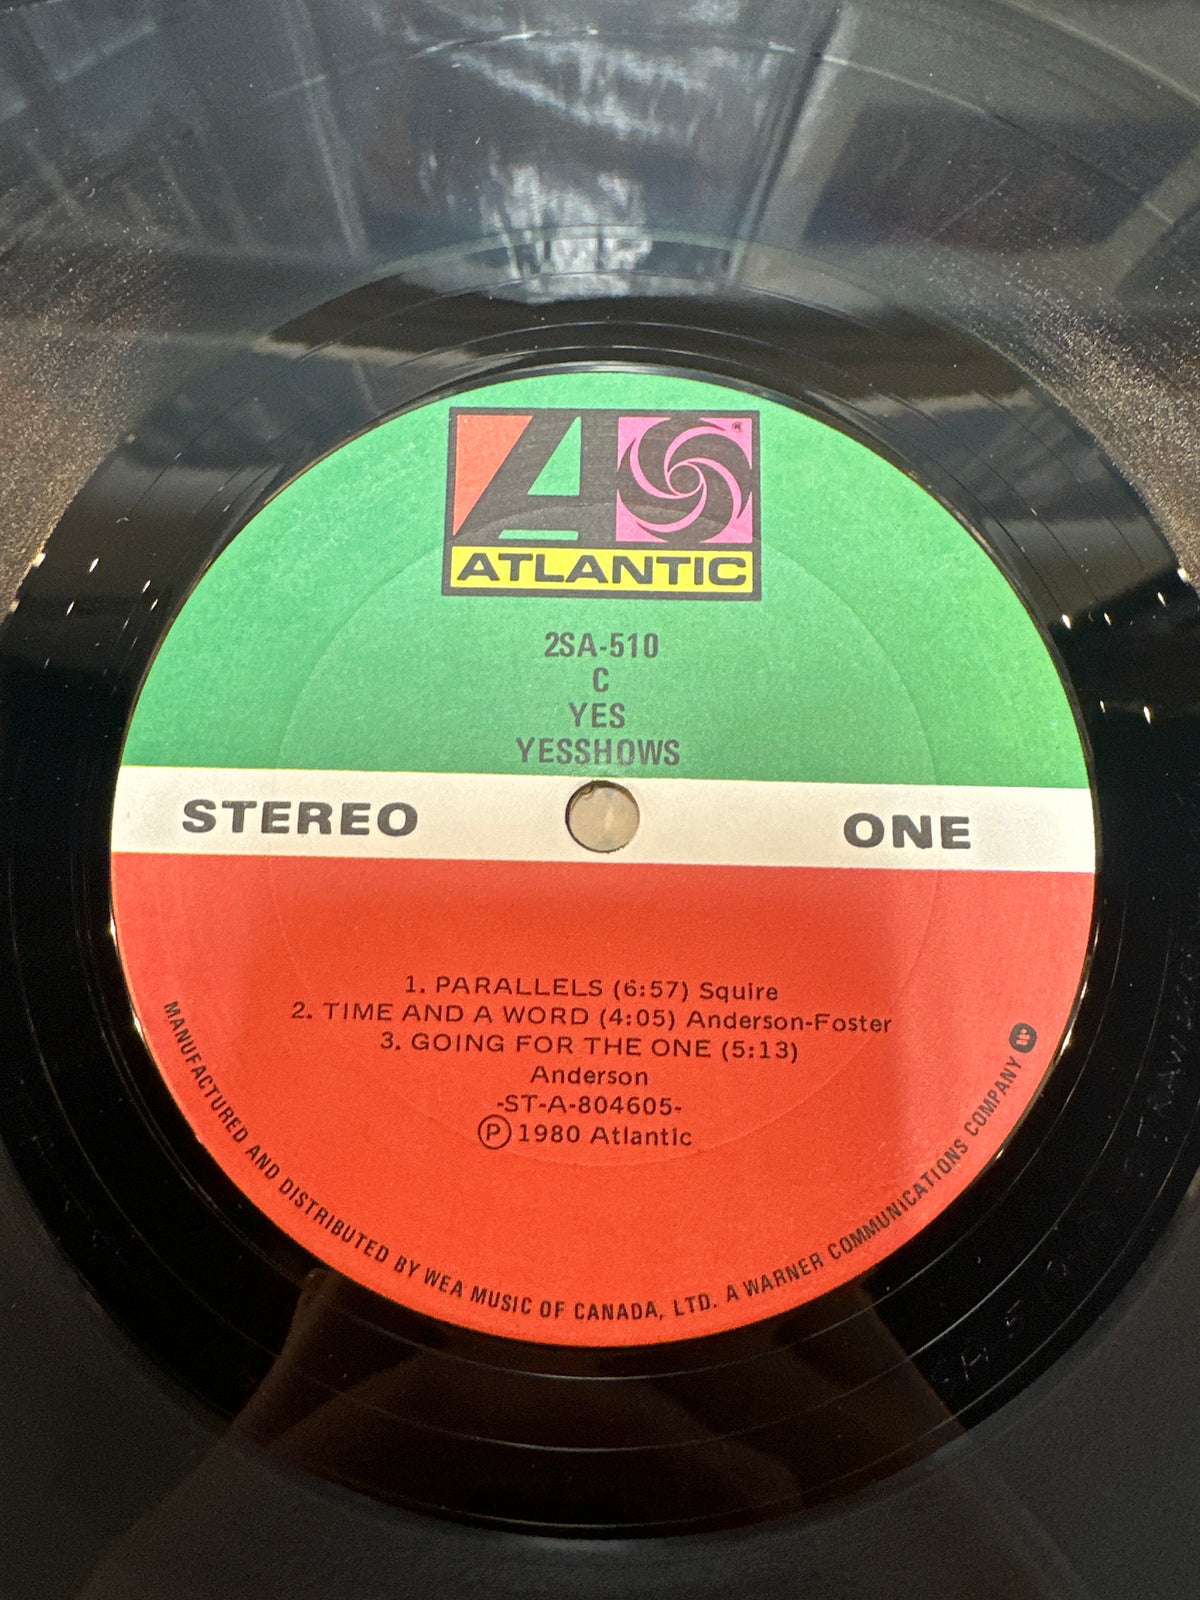 ATLANTIC
2SA-510
C
YES
YESSHOWS
STEREO
ONE
1. PARALLELS (6:57) Squire
2. TIME AND A WORD (4:05) Anderson-Foster
3. GOING FOR THE ONE (5:13)
Anderson
-ST-A-804605-
Ⓟ 1980 Atlantic
MANUFACTURED AND DISTRIBUTED BY WEA MUSIC OF CANADA, LTD. A WARNER COMMUNICATIONS COMPANY